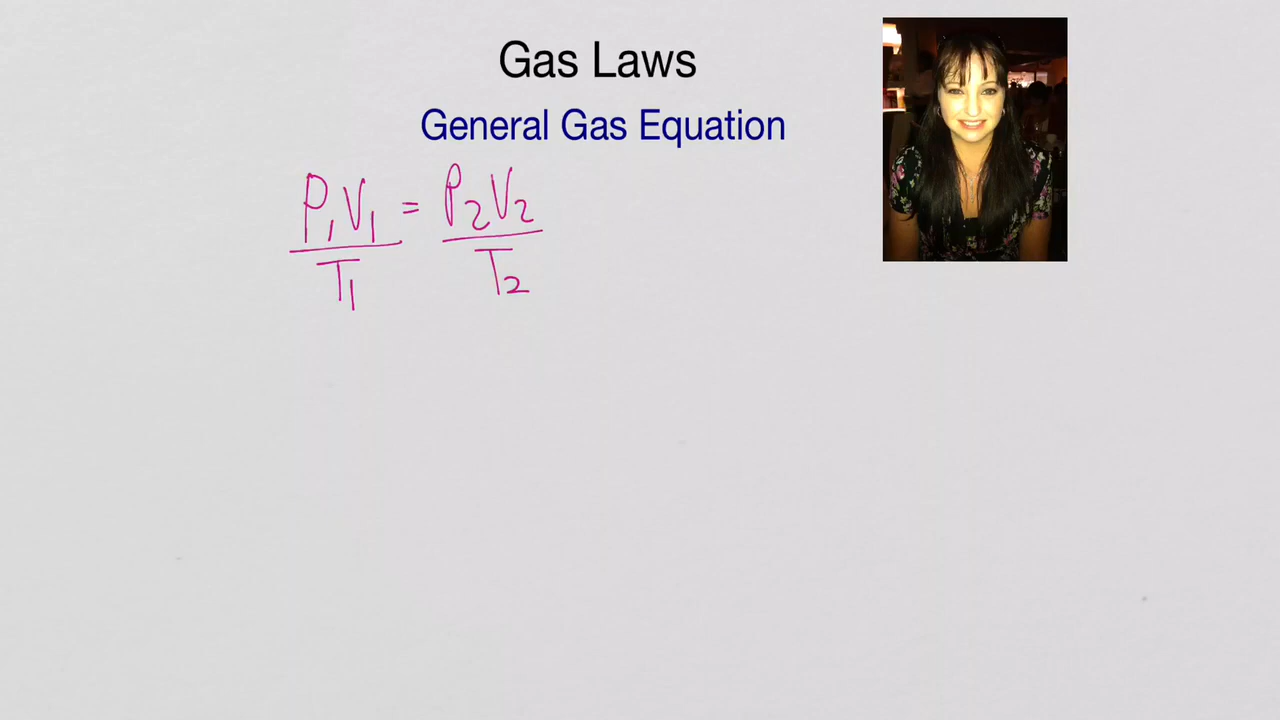 Gas Laws
General Gas Equation
P₁V₁ = P₂V₂
T₁ T₂